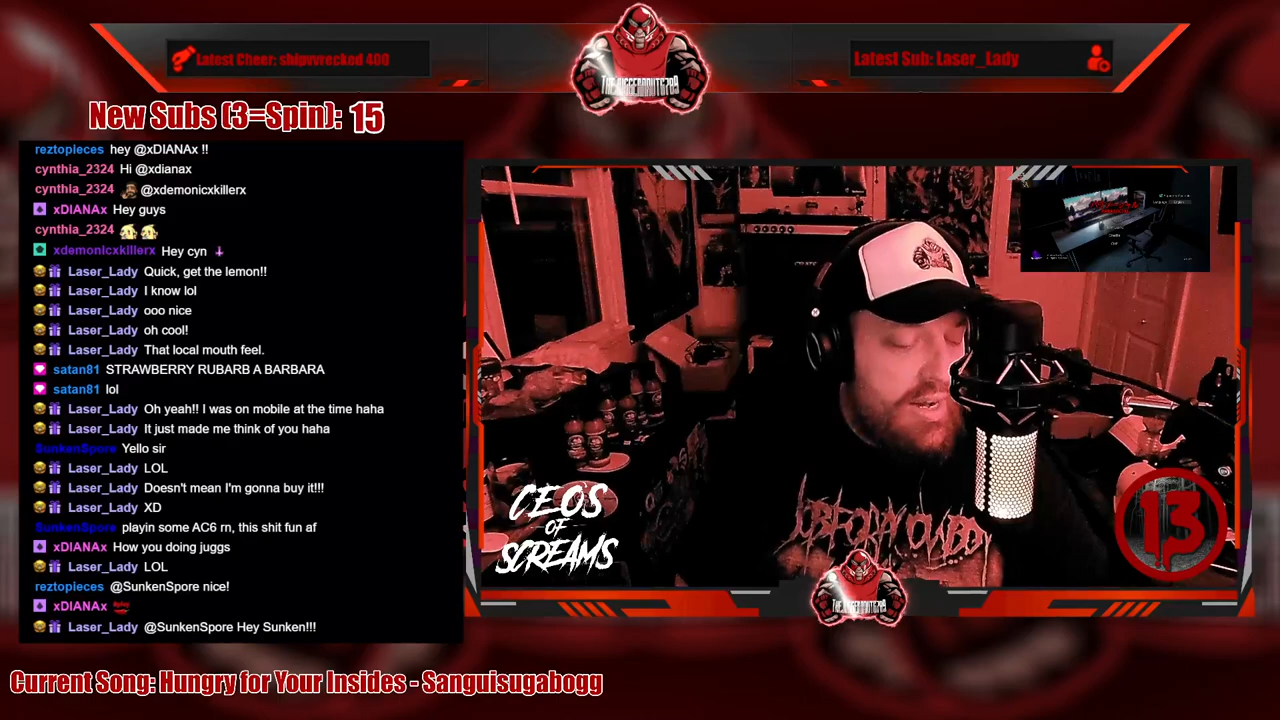 Latest Cheer: shipvvrecked 400
THEJUGGERNAUT6789
Latest Sub: Laser_Lady
New Subs (3=Spin): 15
reztopieces hey @xDIANAx !!
cynthia_2324 Hi @xdianax
cynthia_2324 @xdemonicxkillerx
xDIANAx Hey guys
cynthia_2324
xdemonicxkillerx Hey cyn
Laser_Lady Quick, get the lemon!!
Laser_Lady I know lol
Laser_Lady ooo nice
Laser_Lady oh cool!
Laser_Lady That local mouth feel.
satan81 STRAWBERRY RUBARB A BARBARA
satan81 lol
Laser_Lady Oh yeah!! I was on mobile at the time haha
Laser_Lady It just made me think of you haha
SunkenSpore Yello sir
Laser_Lady LOL
Laser_Lady Doesn't mean I'm gonna buy it!!!
Laser_Lady XD
SunkenSpore playin some AC6 rn, this shit fun af
xDIANAx How you doing juggs
Laser_Lady LOL
reztopieces @SunkenSpore nice!
xDIANAx
Laser_Lady @SunkenSpore Hey Sunken!!!
CEOS
OF
SCREAMS
13
THEJUGGERNAUT6789
Current Song: Hungry for Your Insides - Sanguisugabogg